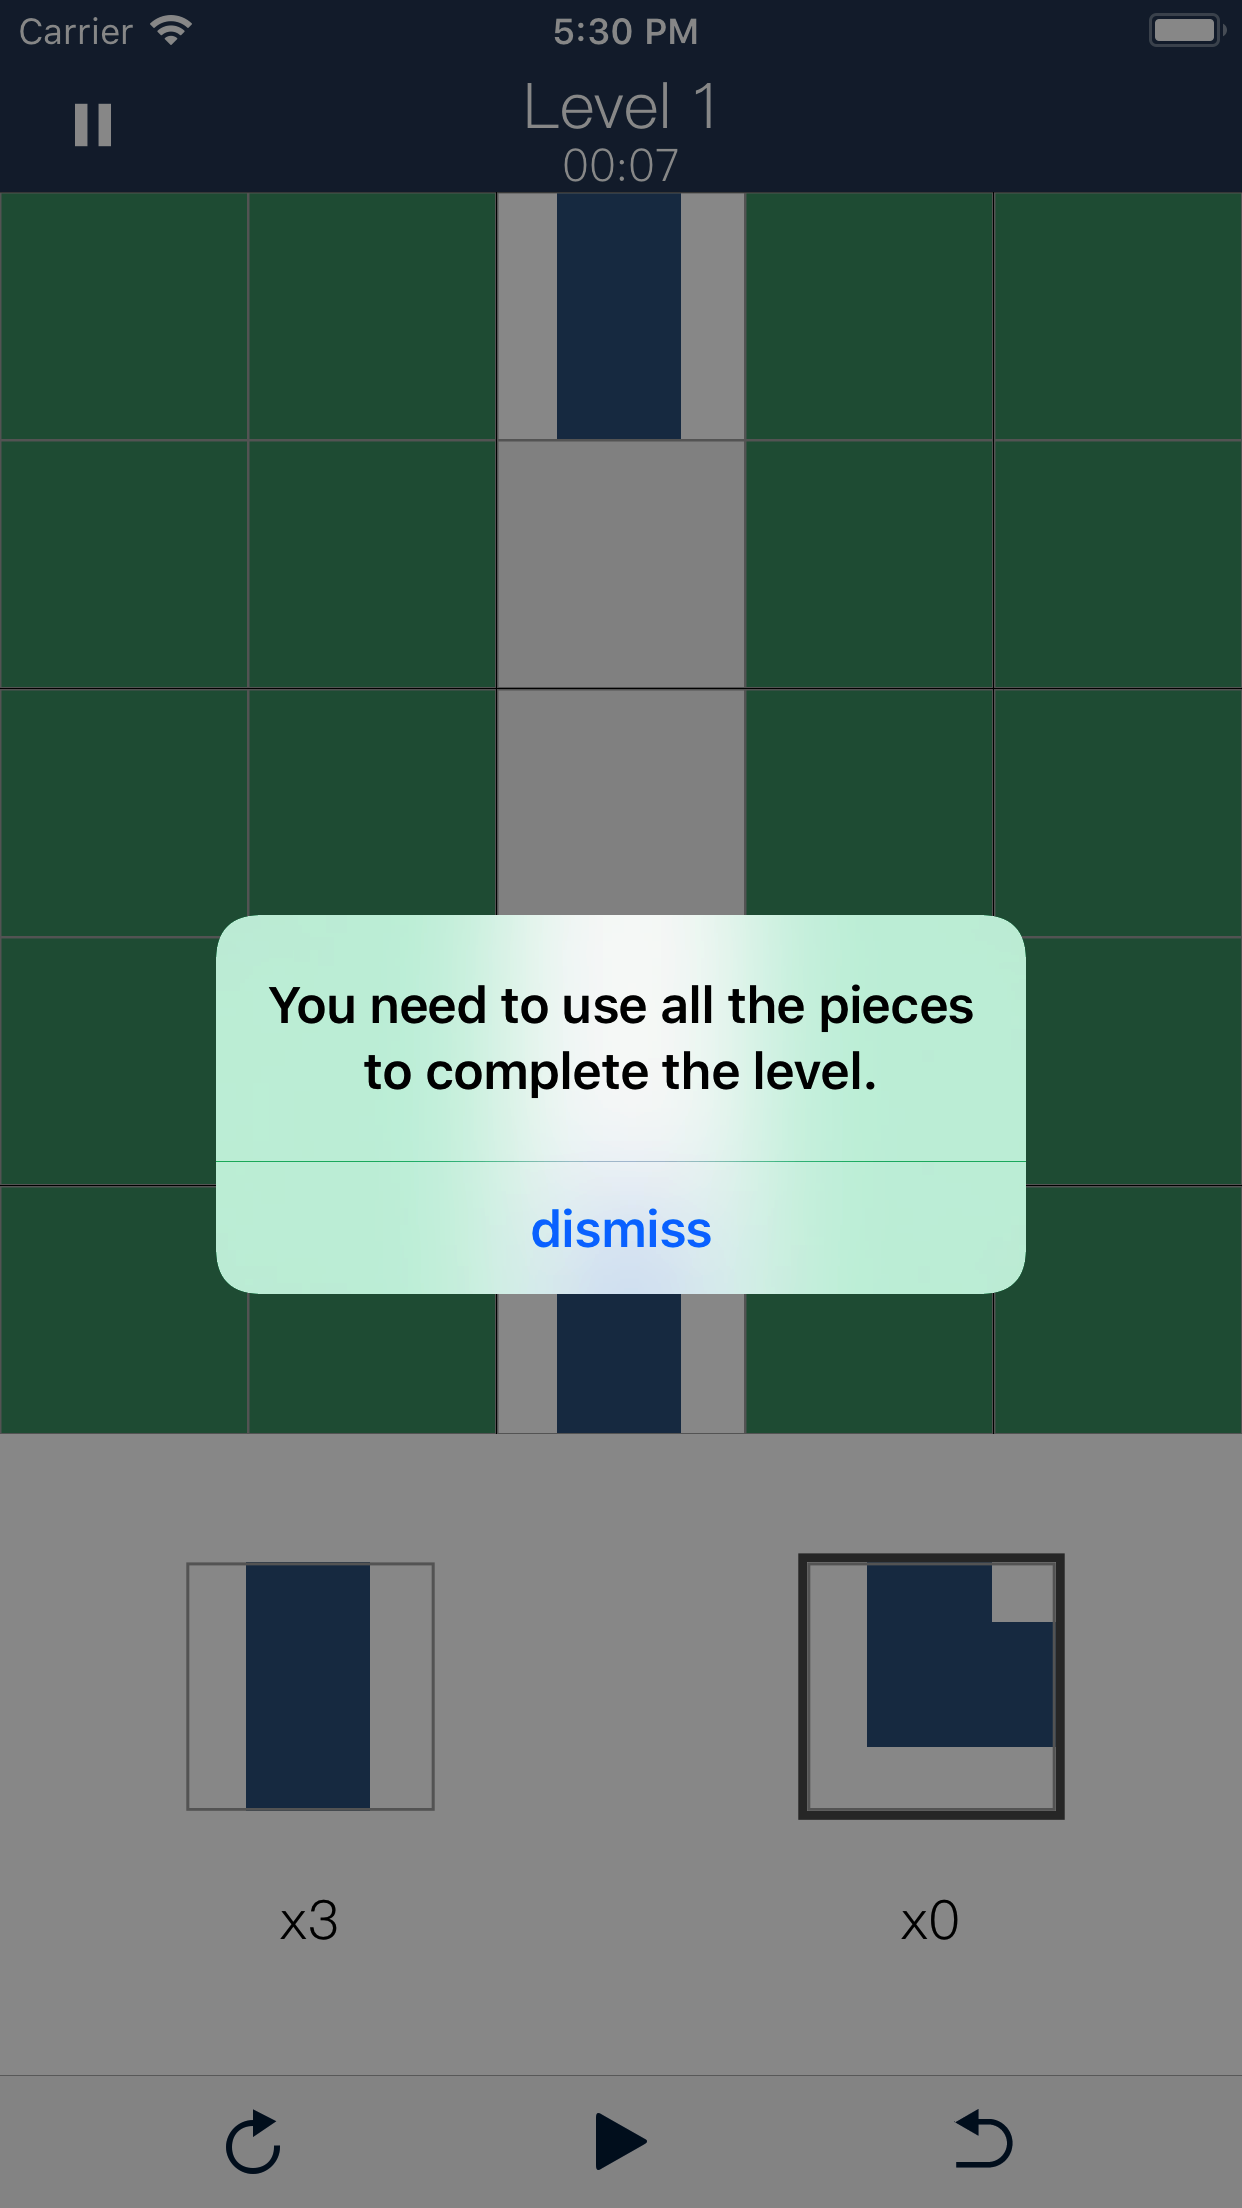 Carrier 5:30 PM
Level 1
00:07
You need to use all the pieces
to complete the level.
dismiss
x3 x0